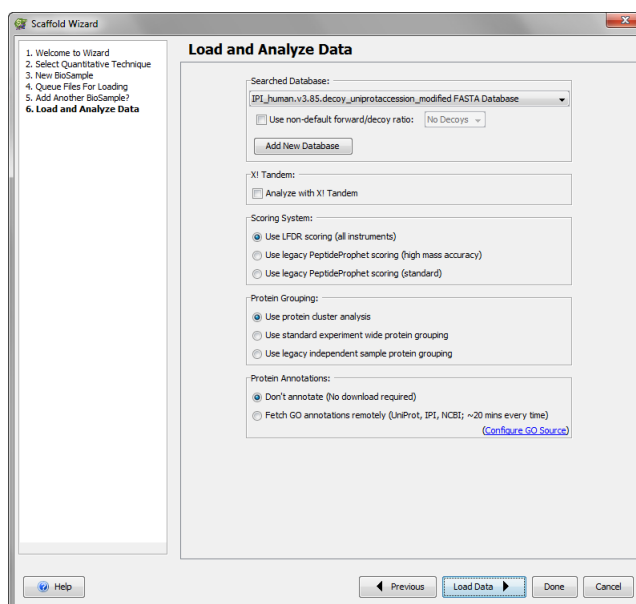 Scaffold Wizard
1. Welcome to Wizard
2. Select Quantitative Technique
3. New BioSample
4. Queue Files For Loading
5. Add Another BioSample?
6. Load and Analyze Data
Load and Analyze Data
Searched Database:
IPI_human.v3.85.decoy_uniprotaccession_modified FASTA Database
Use non-default forward/decoy ratio: No Decoys
Add New Database
X! Tandem:
Analyze with X! Tandem
Scoring System:
Use LFDR scoring (all instruments)
Use legacy PeptideProphet scoring (high mass accuracy)
Use legacy PeptideProphet scoring (standard)
Protein Grouping:
Use protein cluster analysis
Use standard experiment wide protein grouping
Use legacy independent sample protein grouping
Protein Annotations:
Don't annotate (No download required)
Fetch GO annotations remotely (UniProt, IPI, NCBI; ~20 mins every time)
(Configure GO Source)
Help Previous Load Data Done Cancel